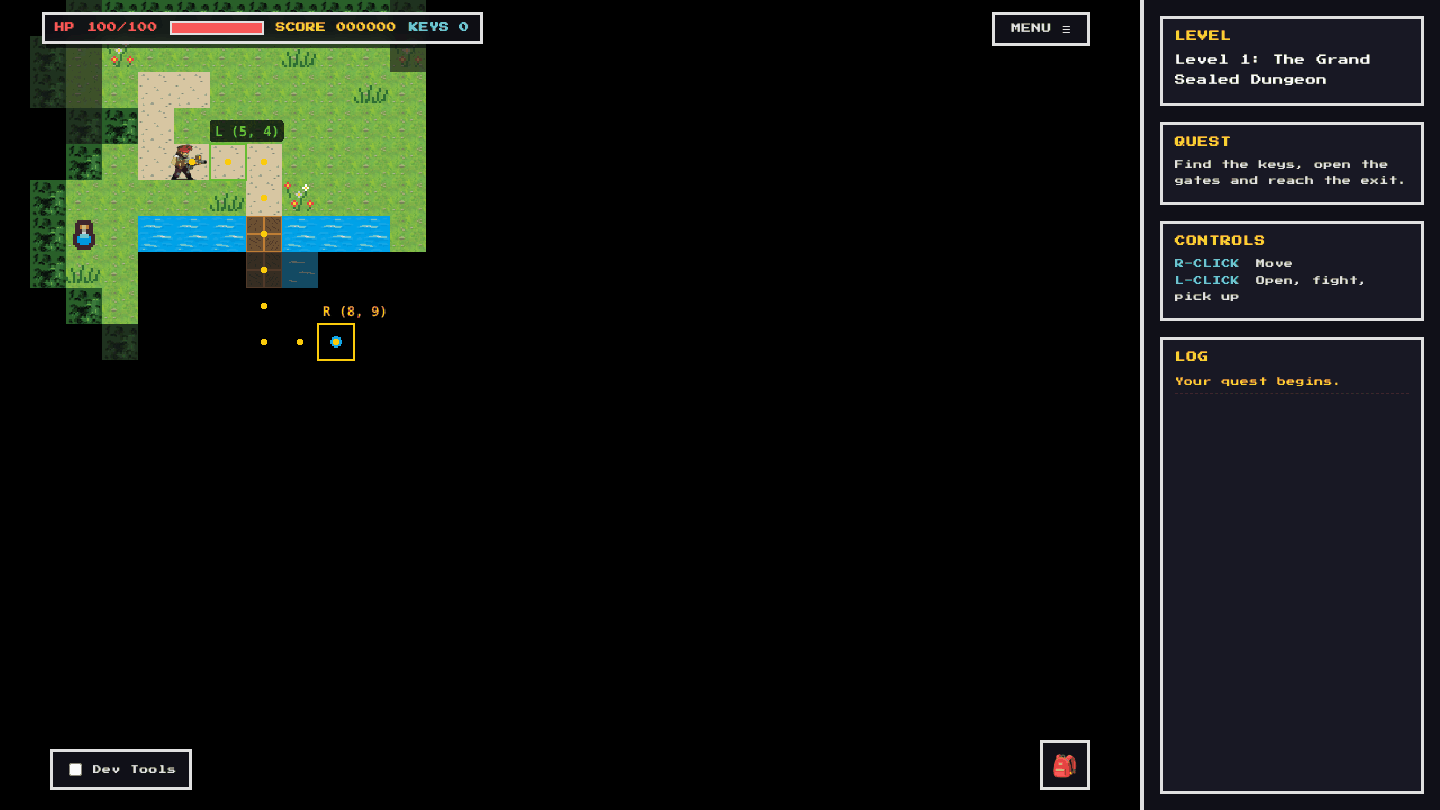 HP 100/100 SCORE 000000 KEYS 0
MENU ≡
L (5, 4)
R (8, 9)
Dev Tools
LEVEL
Level 1: The Grand
Sealed Dungeon
QUEST
Find the keys, open the
gates and reach the exit.
CONTROLS
R-CLICK Move
L-CLICK Open, fight,
pick up
LOG
Your quest begins.